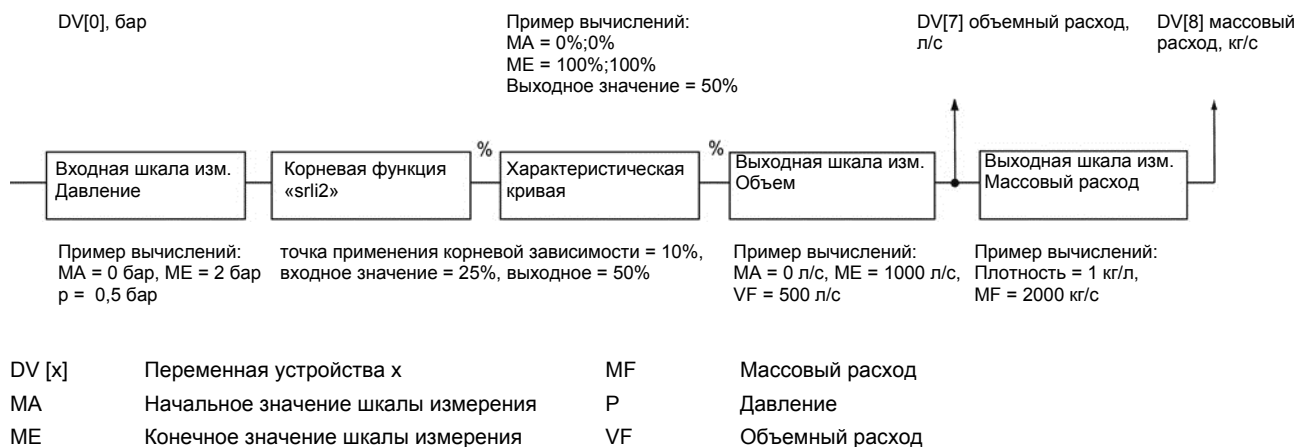 DV[0], бар
Пример вычислений:
MA = 0%;0%
ME = 100%;100%
Выходное значение = 50%
DV[7] объемный расход,
л/с
DV[8] массовый
расход, кг/с
Входная шкала изм.
Давление
Корневая функция
«srli2»
%
Характеристическая
кривая
%
Выходная шкала изм.
Объем
Выходная шкала изм.
Массовый расход
Пример вычислений:
MA = 0 бар, ME = 2 бар
p = 0,5 бар
точка применения корневой зависимости = 10%,
входное значение = 25%, выходное = 50%
Пример вычислений:
MA = 0 л/с, ME = 1000 л/с,
VF = 500 л/с
Пример вычислений:
Плотность = 1 кг/л,
MF = 2000 кг/с
DV [x] Переменная устройства x MF Массовый расход
MA Начальное значение шкалы измерения P Давление
ME Конечное значение шкалы измерения VF Объемный расход